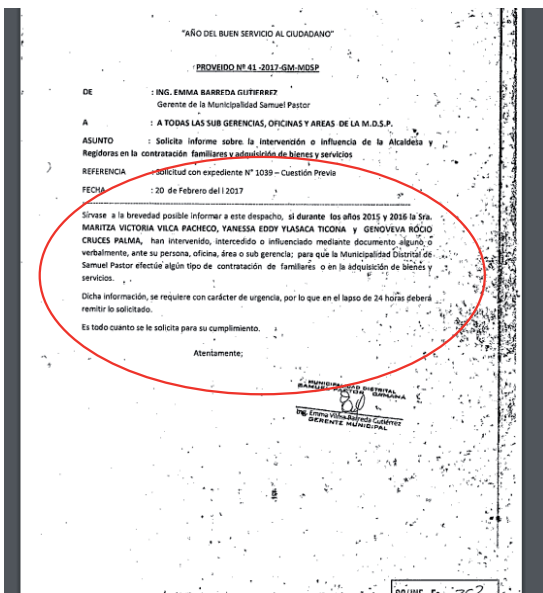 "AÑO DEL BUEN SERVICIO AL CIUDADANO"
PROVEIDO Nº 41 -2017-GM-MDSP
DE : ING. EMMA BARREDA GUTIERREZ
Gerente de la Municipalidad Samuel Pastor
A : A TODAS LAS SUB GERENCIAS, OFICINAS Y AREAS DE LA M.D.S.P.
ASUNTO : Solicita informe sobre la Intervención o influencia de la Alcaldesa y
Regidoras en la contratación familiares y adquisición de bienes y servicios
REFERENCIA : Solicitud con expediente N° 1039 – Cuestión Previa
FECHA : 20 de Febrero del l 2017
Sírvase a la brevedad posible informar a este despacho, si durante los años 2015 y 2016 la Sra.
MARITZA VICTORIA VILCA PACHECO, YANESSA EDDY YLASACA TICONA y GENOVEVA ROCIO
CRUCES PALMA, han intervenido, intercedido o influenciado mediante documento alguno o
verbalmente, ante su persona, oficina, área o sub gerencia; para que la Municipalidad Distrital de
Samuel Pastor efectúe algún tipo de contratación de familiares o en la adquisición de bienes y
servicios.
Dicha información, se requiere con carácter de urgencia, por lo que en el lapso de 24 horas deberá
remitir lo solicitado.
Es todo cuanto se le solicita para su cumplimiento.
Atentamente;
MUNICIPALIDAD DISTRITAL
SAMUEL PASTOR CAMANÁ
Ing. Emma Vilma Barreda Gutiérrez
GERENTE MUNICIPAL